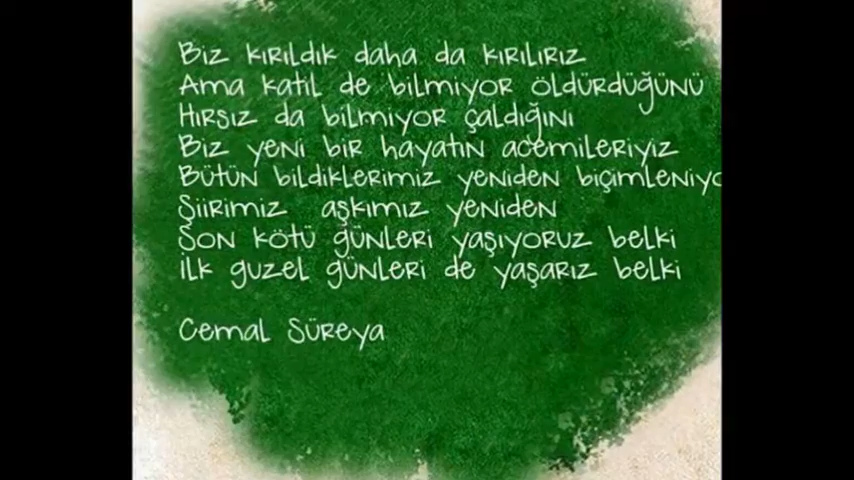 Biz kırıldık daha da kırılırız
Ama katil de bilmiyor öldürdüğünü
Hırsız da bilmiyor çaldığını
Biz yeni bir hayatın acemileriyiz
Bütün bildiklerimiz yeniden biçimleniyo
Şiirimiz aşkımız yeniden
Son kötü günleri yaşıyoruz belki
İlk guzel günleri de yaşarız belki
Cemal Süreya